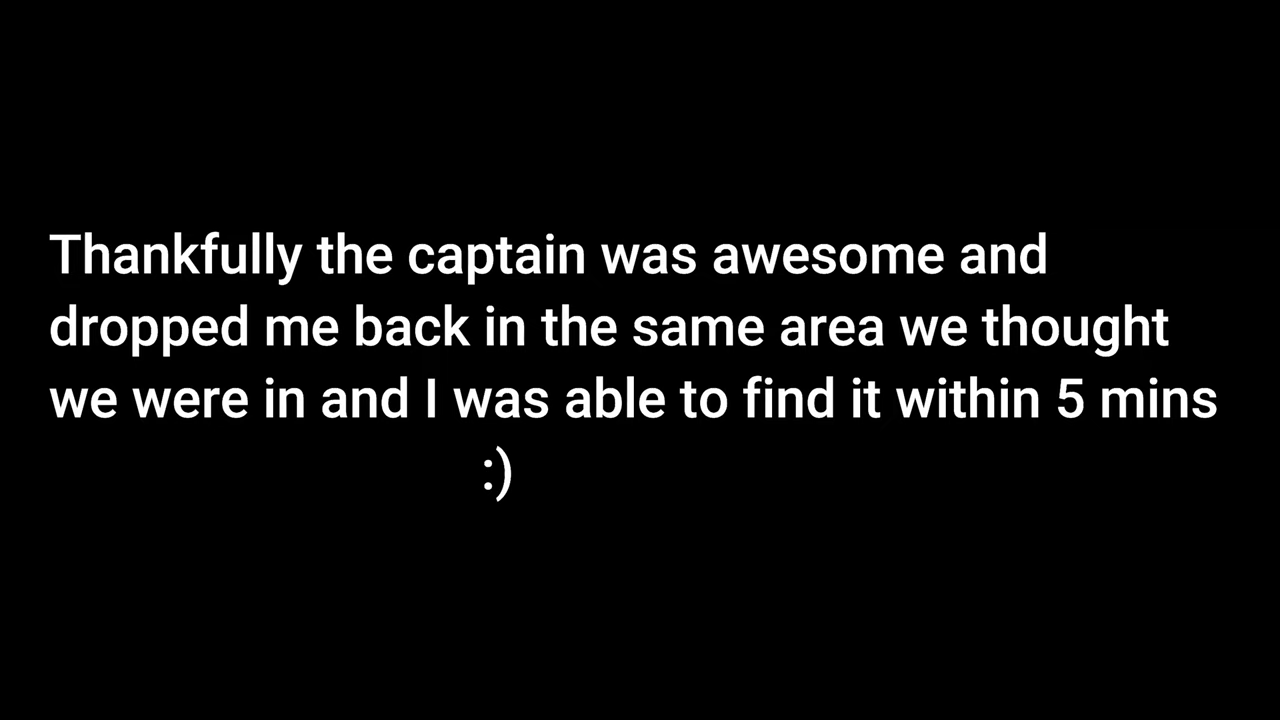 Thankfully the captain was awesome and
dropped me back in the same area we thought
we were in and I was able to find it within 5 mins
:)